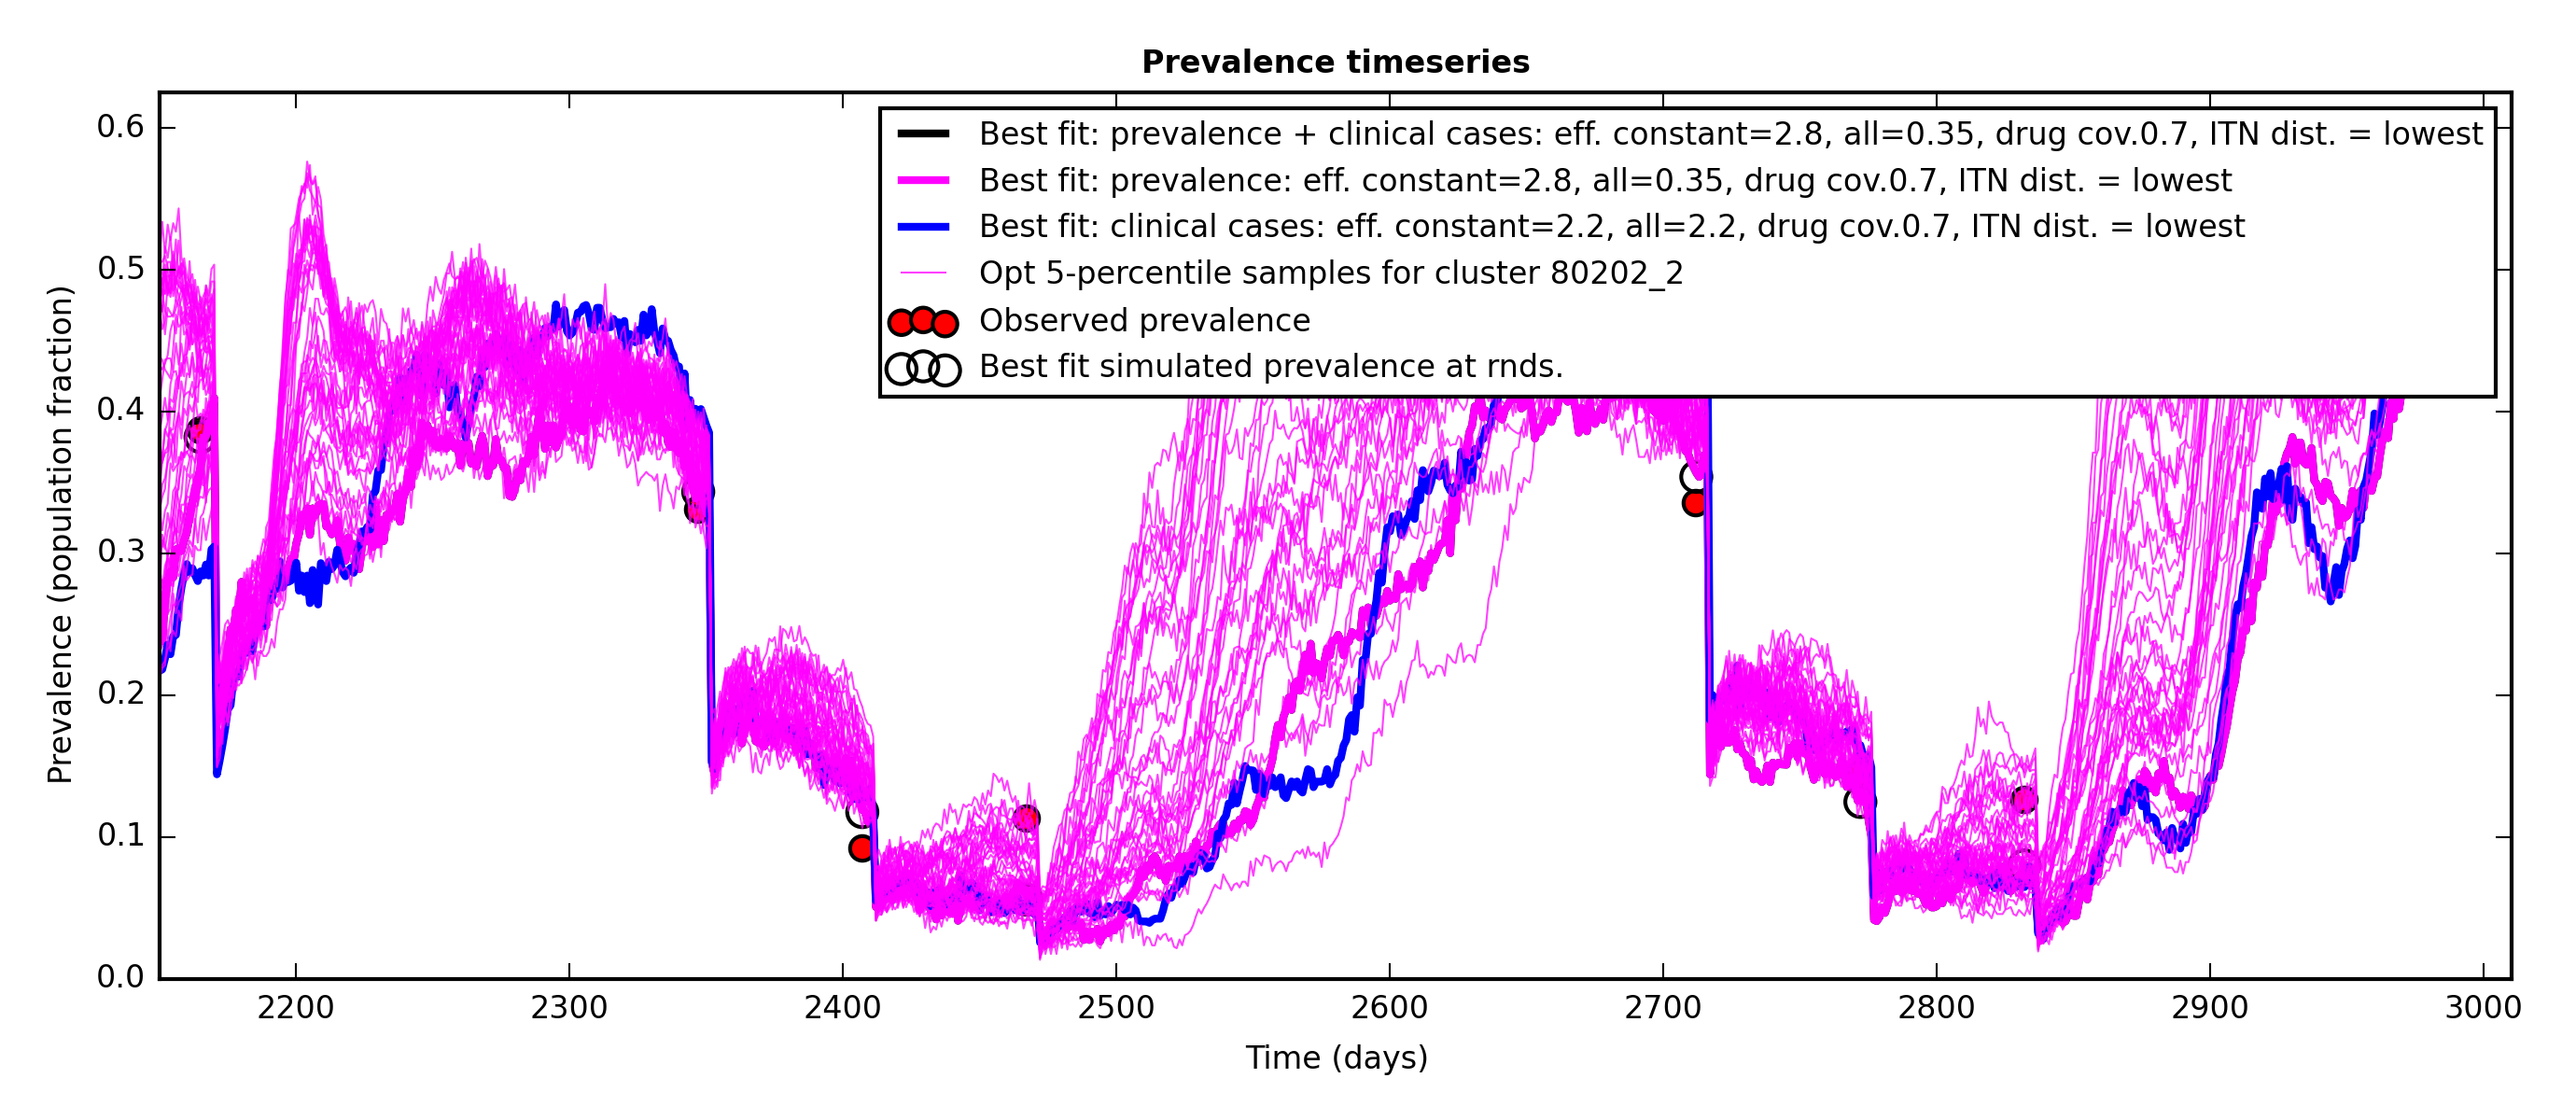 Prevalence timeseries
Best fit: prevalence + clinical cases: eff. constant=2.8, all=0.35, drug cov.0.7, ITN dist. = lowest
Best fit: prevalence: eff. constant=2.8, all=0.35, drug cov.0.7, ITN dist. = lowest
Best fit: clinical cases: eff. constant=2.2, all=2.2, drug cov.0.7, ITN dist. = lowest
Opt 5-percentile samples for cluster 80202_2
Observed prevalence
Best fit simulated prevalence at rnds.
Prevalence (population fraction)
0.6
0.5
0.4
0.3
0.2
0.1
0.0
2200 2300 2400 2500 2600 2700 2800 2900 3000
Time (days)